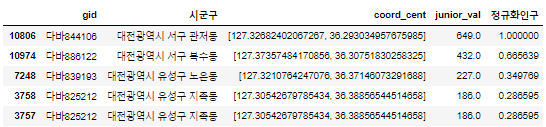 gid 시군구 coord_cent junior_val 정규화인구
10806 다바844106 대전광역시 서구 관저동 [127.32682402067267, 36.293034957675985] 649.0 1.000000
10974 다바886122 대전광역시 서구 복수동 [127.37357484170856, 36.30751830258325] 432.0 0.665639
7248 다바839193 대전광역시 유성구 노은동 [127.3210764247076, 36.37146073291688] 227.0 0.349769
3758 다바825212 대전광역시 유성구 지족동 [127.30542679785434, 36.38856544514658] 186.0 0.286595
3757 다바825212 대전광역시 유성구 지족동 [127.30542679785434, 36.38856544514658] 186.0 0.286595